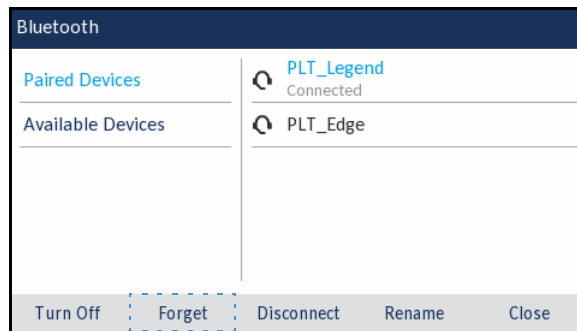 Bluetooth
Paired Devices
Available Devices
PLT_Legend
Connected
PLT_Edge
Turn Off Forget Disconnect Rename Close